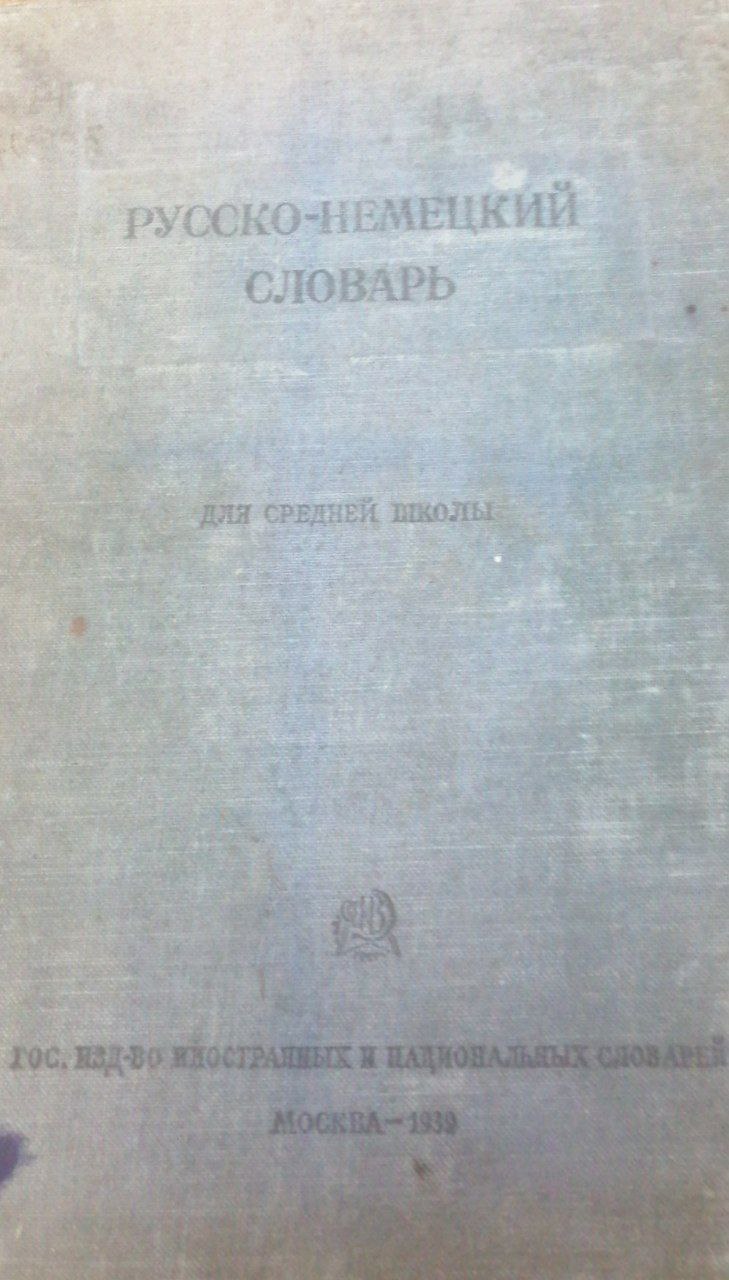 РУССКО-НЕМЕЦКИЙ
СЛОВАРЬ
ДЛЯ СРЕДНЕЙ ШКОЛЫ
ГОС. ИЗД-ВО ИНОСТРАННЫХ И НАЦИОНАЛЬНЫХ СЛОВАРЕЙ
МОСКВА—1939